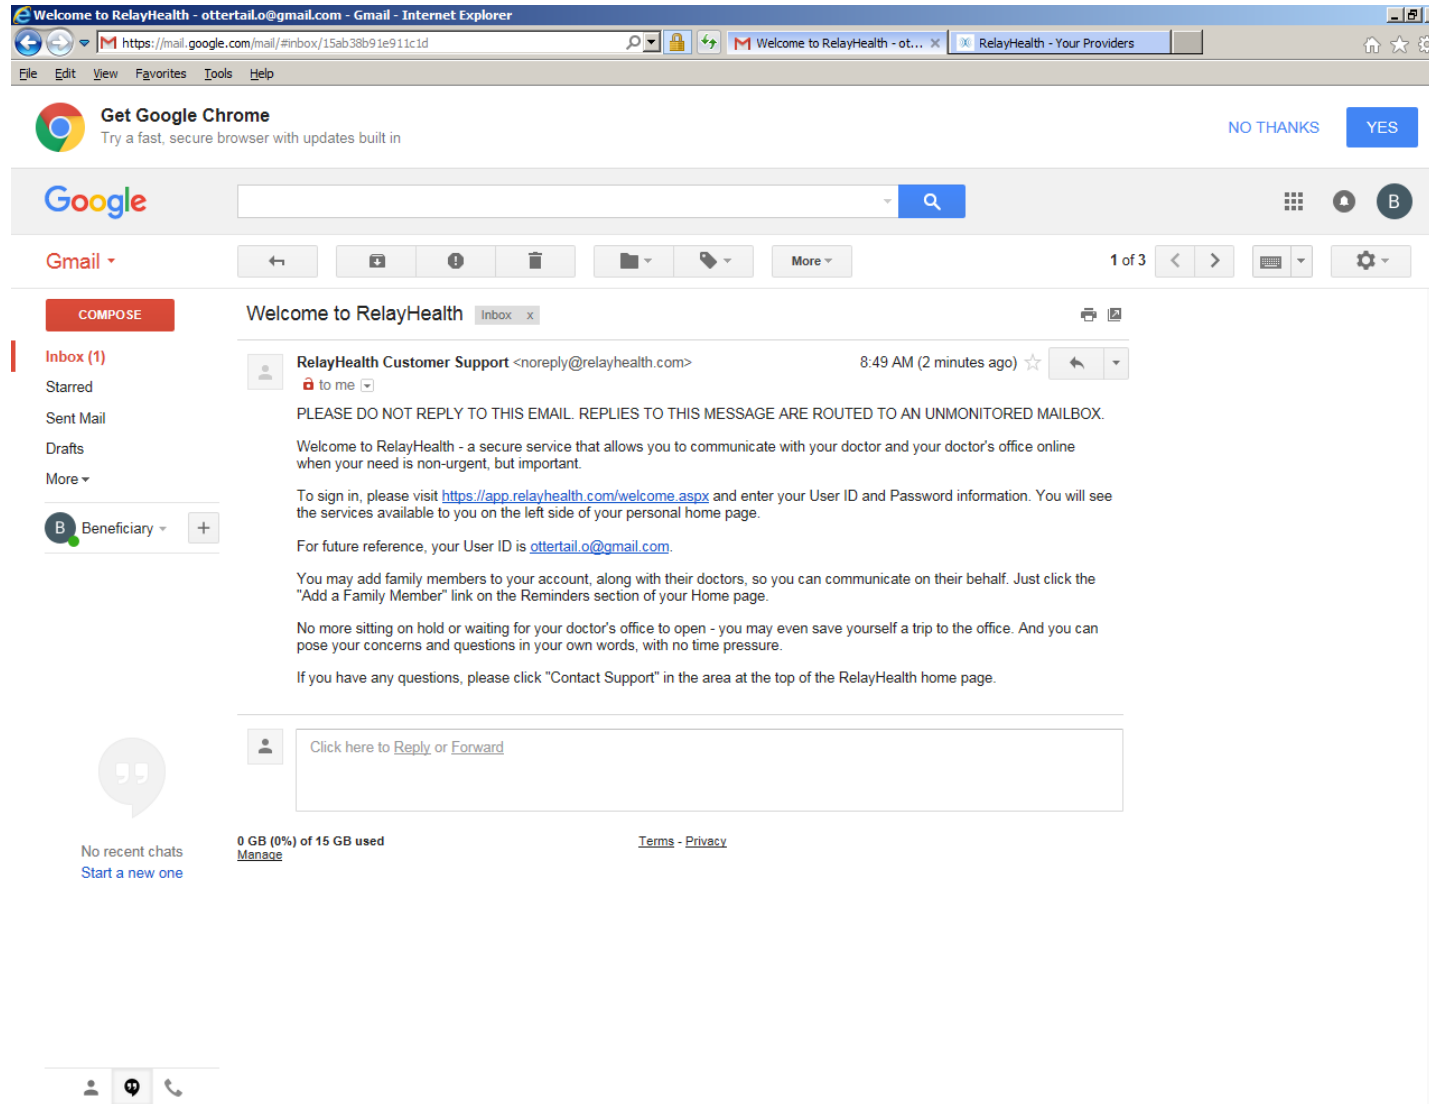 Welcome to RelayHealth - ottertail.o@gmail.com - Gmail - Internet Explorer
https://mail.google.com/mail/#inbox/15ab38b91e911c1d
Welcome to RelayHealth - ot...
RelayHealth - Your Providers
File Edit View Favorites Tools Help
Get Google Chrome
Try a fast, secure browser with updates built in
NO THANKS
YES
Google
B
Gmail
More
1 of 3
COMPOSE
Welcome to RelayHealth Inbox x
Inbox (1)
Starred
Sent Mail
Drafts
More
B Beneficiary +
RelayHealth Customer Support <noreply@relayhealth.com> 8:49 AM (2 minutes ago)
to me
PLEASE DO NOT REPLY TO THIS EMAIL. REPLIES TO THIS MESSAGE ARE ROUTED TO AN UNMONITORED MAILBOX.
Welcome to RelayHealth - a secure service that allows you to communicate with your doctor and your doctor's office online
when your need is non-urgent, but important.
To sign in, please visit https://app.relayhealth.com/welcome.aspx and enter your User ID and Password information. You will see
the services available to you on the left side of your personal home page.
For future reference, your User ID is ottertail.o@gmail.com.
You may add family members to your account, along with their doctors, so you can communicate on their behalf. Just click the
"Add a Family Member" link on the Reminders section of your Home page.
No more sitting on hold or waiting for your doctor's office to open - you may even save yourself a trip to the office. And you can
pose your concerns and questions in your own words, with no time pressure.
If you have any questions, please click "Contact Support" in the area at the top of the RelayHealth home page.
Click here to Reply or Forward
0 GB (0%) of 15 GB used
Manage
Terms - Privacy
No recent chats
Start a new one